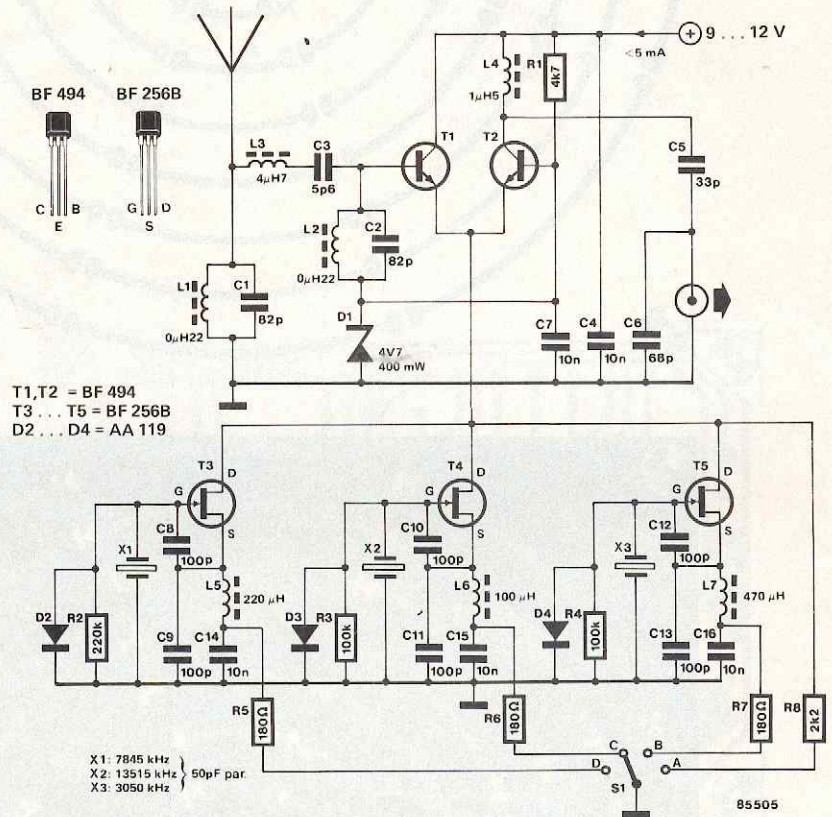 BF 494
BF 256B
C
E
B
G
S
D
+ 9 ... 12 V
<5 mA
L4
1µH5
R1
4k7
T1
T2
L3
4µH7
C3
5p6
C5
33p
L2
0µH22
C2
82p
L1
0µH22
C1
82p
D1
4V7
400 mW
C7
10n
C4
10n
C6
68p
T1,T2 = BF 494
T3 ... T5 = BF 256B
D2 ... D4 = AA 119
T3
D
G
S
C8
100p
X1
L5
220 µH
D2
R2
220k
C9
100p
C14
10n
T4
D
G
S
C10
100p
X2
L6
100 µH
D3
R3
100k
C11
100p
C15
10n
T5
D
G
S
C12
100p
X3
L7
470 µH
D4
R4
100k
C13
100p
C16
10n
R5
180Ω
R6
180Ω
R7
180Ω
R8
2k2
X1: 7845 kHz
X2: 13515 kHz } 50pF par.
X3: 3050 kHz
D
C
B
A
S1
85505